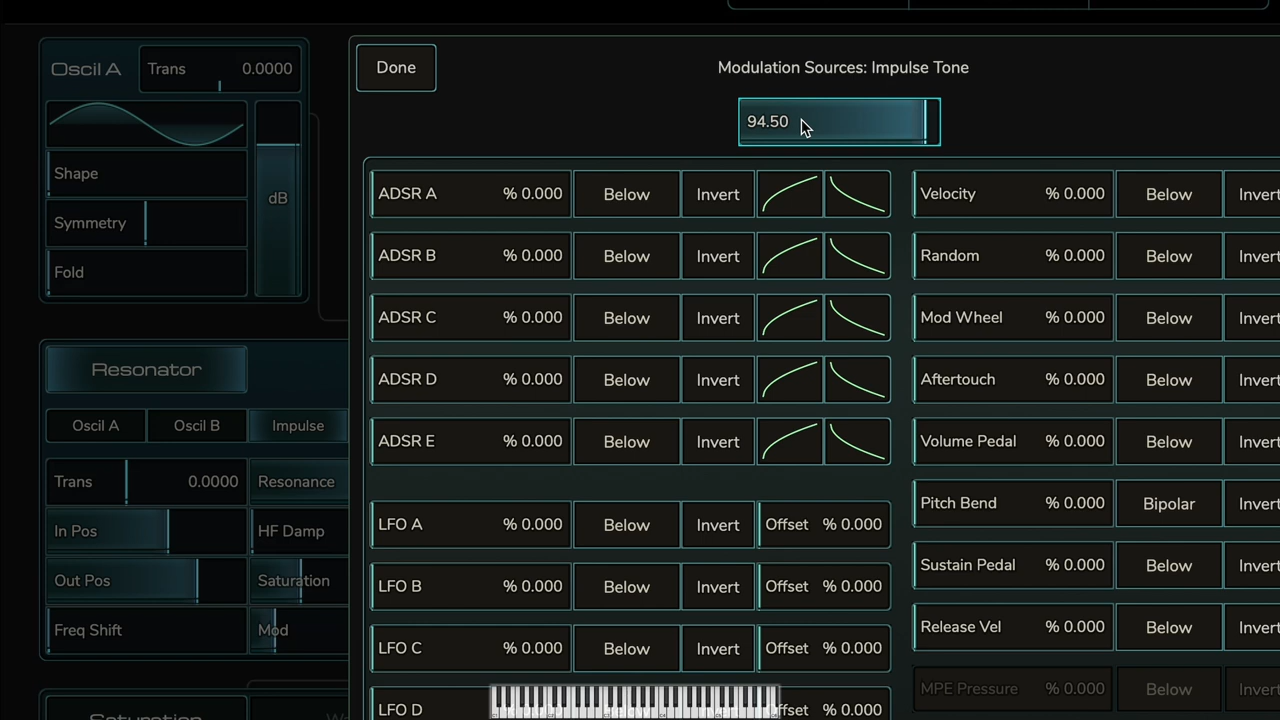 Oscil A
Trans 0.0000
Shape
Symmetry
Fold
dB
Resonator
Oscil A Oscil B Impulse
Trans 0.0000 Resonance
In Pos HF Damp
Out Pos Saturation
Freq Shift Mod
Saturation
Done
Modulation Sources: Impulse Tone
94.50
ADSR A % 0.000 Below Invert
ADSR B % 0.000 Below Invert
ADSR C % 0.000 Below Invert
ADSR D % 0.000 Below Invert
ADSR E % 0.000 Below Invert
LFO A % 0.000 Below Invert Offset % 0.000
LFO B % 0.000 Below Invert Offset % 0.000
LFO C % 0.000 Below Invert Offset % 0.000
LFO D Offset % 0.000
Velocity % 0.000 Below Invert
Random % 0.000 Below Invert
Mod Wheel % 0.000 Below Invert
Aftertouch % 0.000 Below Invert
Volume Pedal % 0.000 Below Invert
Pitch Bend % 0.000 Bipolar Invert
Sustain Pedal % 0.000 Below Invert
Release Vel % 0.000 Below Invert
MPE Pressure % 0.000 Below Invert